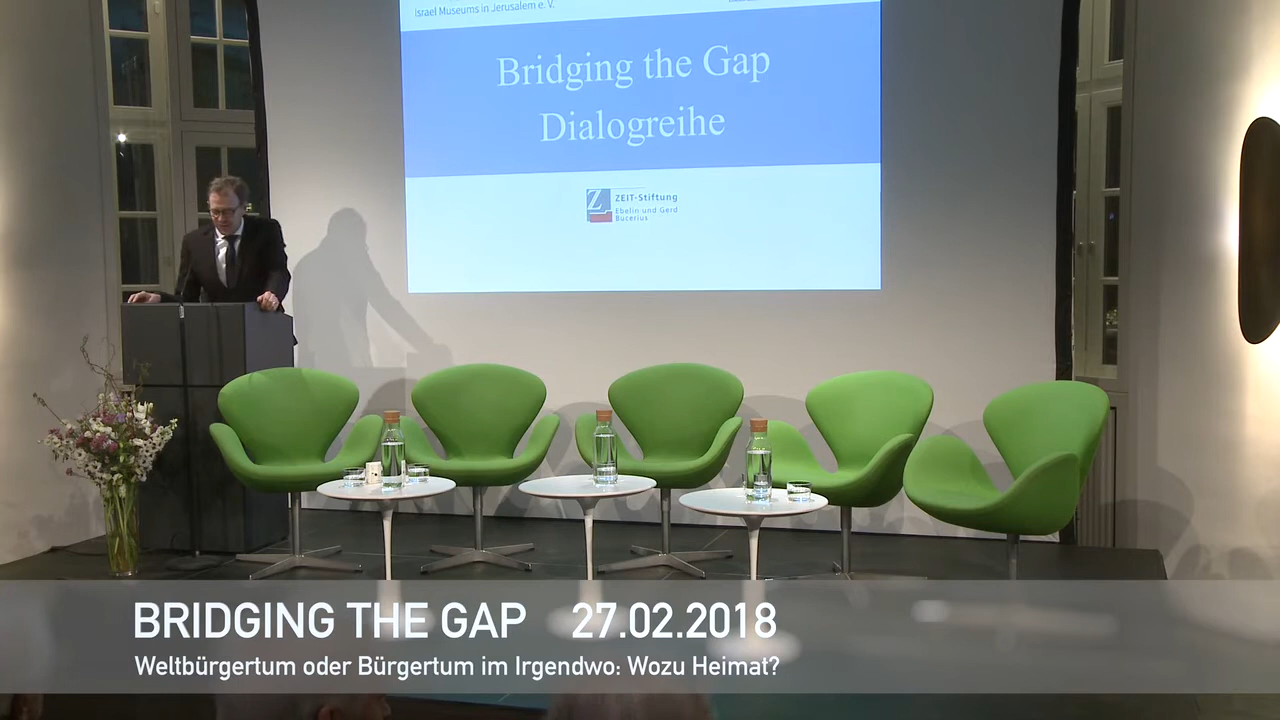 Israel Museums in Jerusalem e. V.
Bridging the Gap
Dialogreihe
Z
ZEIT-Stiftung
Ebelin und Gerd
Bucerius
BRIDGING THE GAP 27.02.2018
Weltbürgertum oder Bürgertum im Irgendwo: Wozu Heimat?